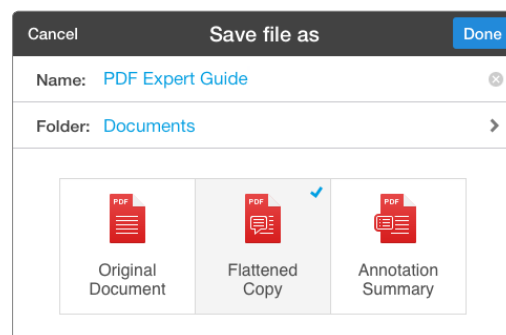 Cancel Save file as Done
Name: PDF Expert Guide
Folder: Documents
PDF PDF PDF
Original Flattened Annotation
Document Copy Summary